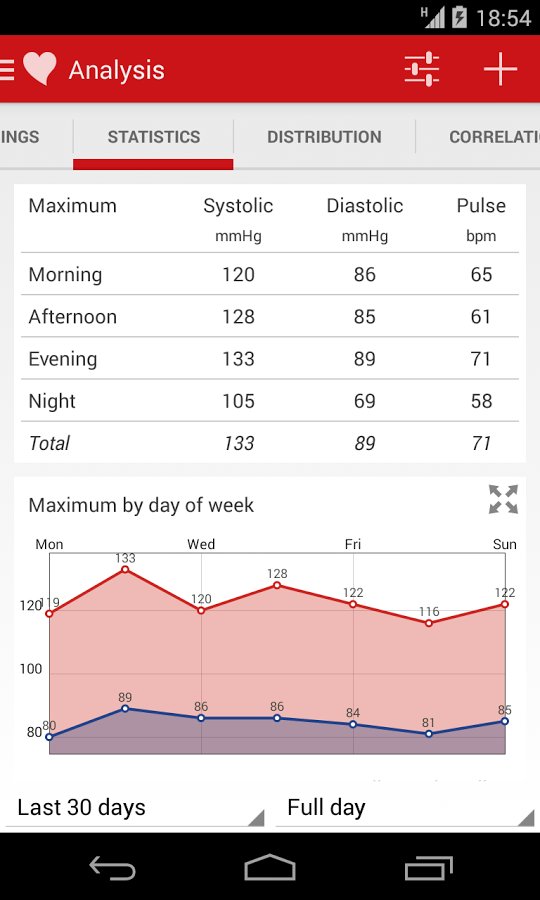 H 18:54
Analysis
INGS STATISTICS DISTRIBUTION CORRELATI
Maximum Systolic Diastolic Pulse
mmHg mmHg bpm
Morning 120 86 65
Afternoon 128 85 61
Evening 133 89 71
Night 105 69 58
Total 133 89 71
Maximum by day of week
Mon Wed Fri Sun
133
128
120 119 120 122 122
116
100
89
86 86 84 85
80 80 81
Last 30 days Full day